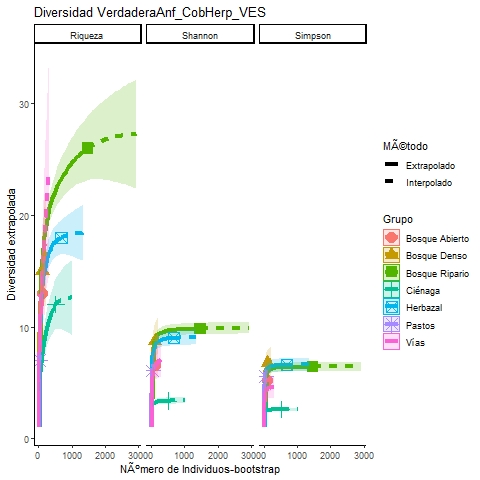 Diversidad VerdaderaAnf_CobHerp_VES
Riqueza
Shannon
Simpson
Diversidad extrapolada
30
20
10
0
0 1000 2000 3000
0 1000 2000 3000
0 1000 2000 3000
NÃºmero de Individuos-bootstrap
MÃ©todo
Extrapolado
Interpolado
Grupo
Bosque Abierto
Bosque Denso
Bosque Ripario
Ciénaga
Herbazal
Pastos
Vías